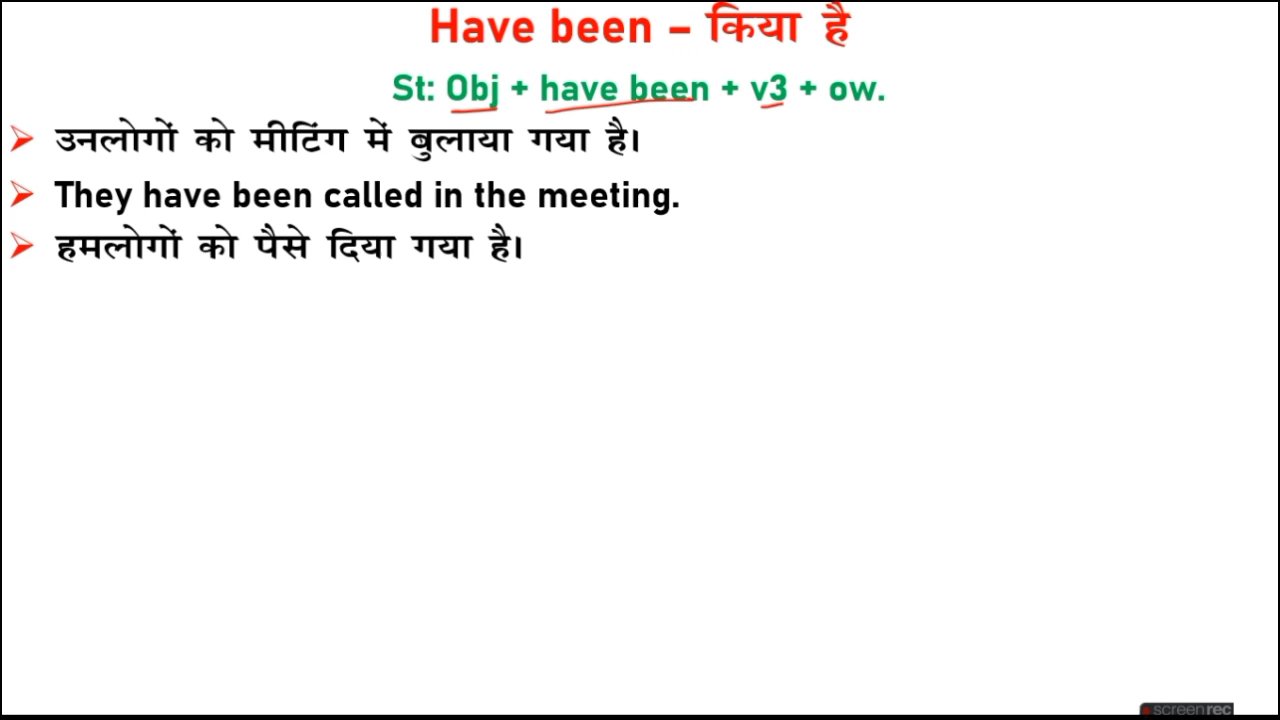 Have been – किया है
St: Obj + have been + v3 + ow.
उनलोगों को मीटिंग में बुलाया गया है।
They have been called in the meeting.
हमलोगों को पैसे दिया गया है।
screenrec